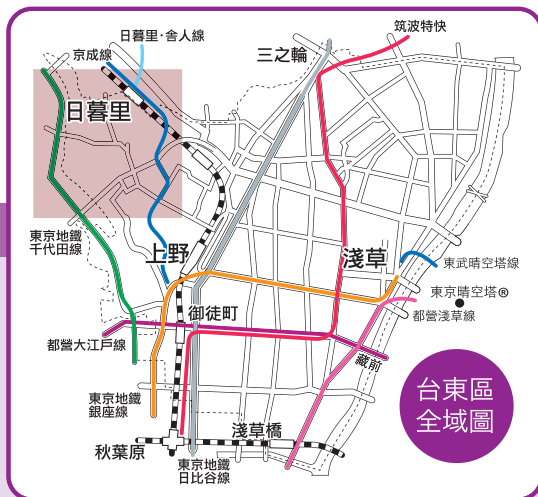 日暮里·舍人線
筑波特快
京成線
三之輪
日暮里
上野
淺草
東京地鐵
千代田線
東武晴空塔線
東京晴空塔®
都營淺草線
御徒町
都營大江戶線
藏前
台東區
全域圖
東京地鐵
銀座線
淺草橋
秋葉原
東京地鐵
日比谷線